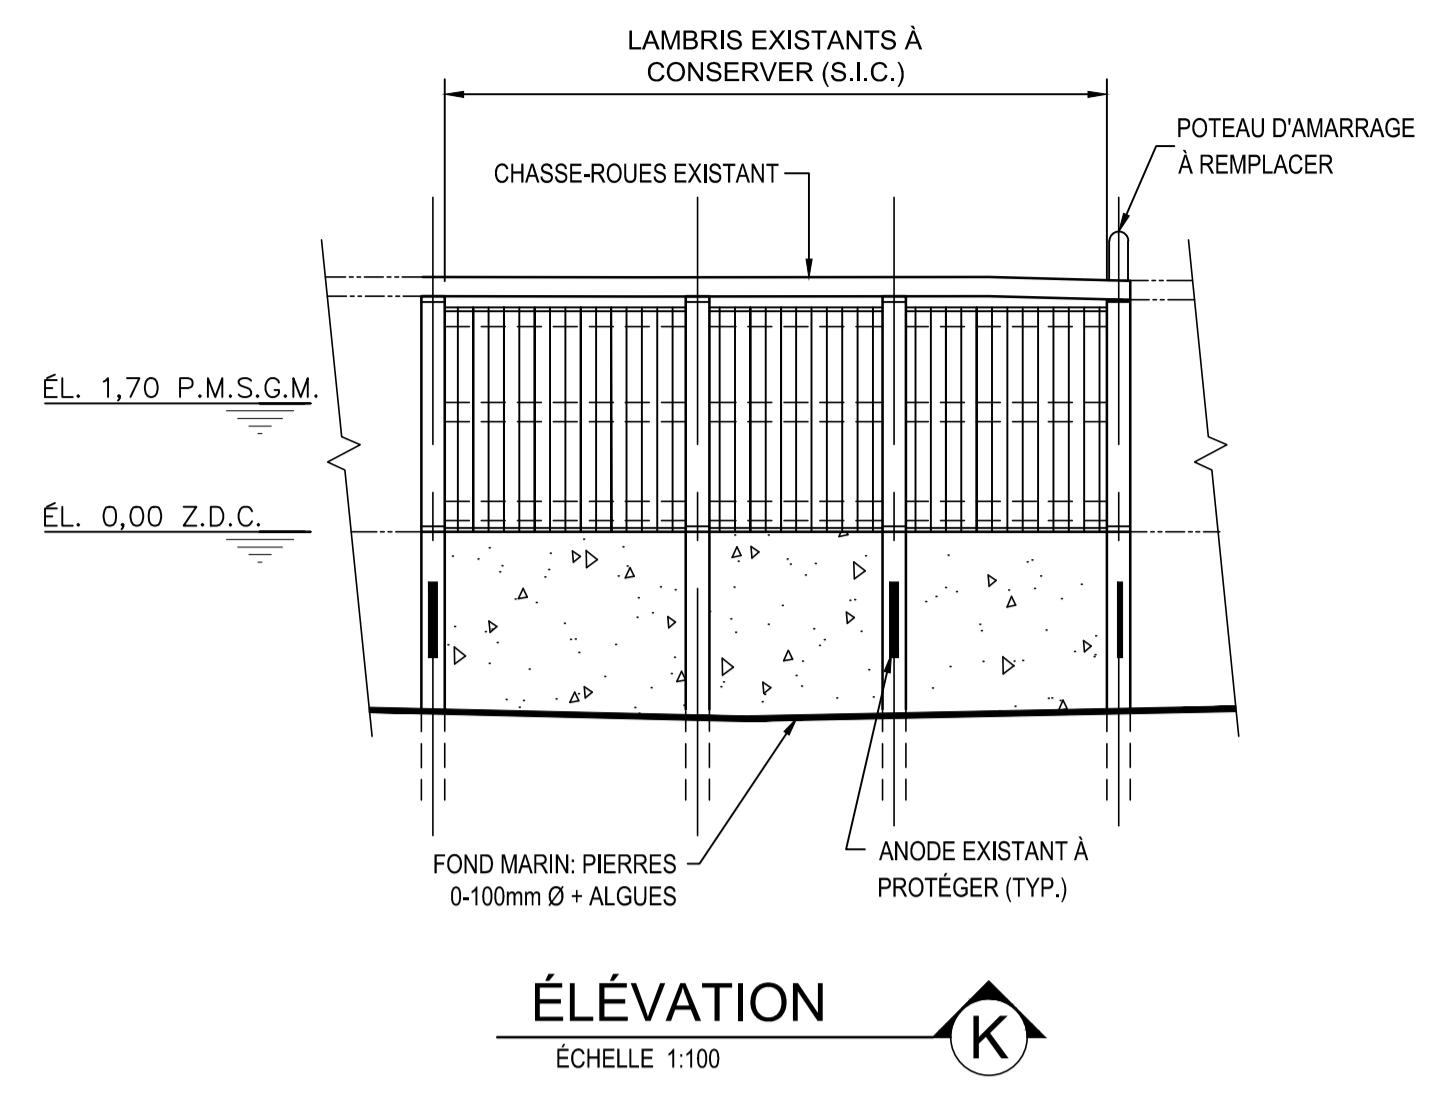 LAMBRIS EXISTANTS À
CONSERVER (S.I.C.)
POTEAU D'AMARRAGE
À REMPLACER
CHASSE-ROUES EXISTANT
ÉL. 1,70 P.M.S.G.M.
ÉL. 0,00 Z.D.C.
FOND MARIN: PIERRES
0-100mm Ø + ALGUES
ANODE EXISTANT À
PROTÉGER (TYP.)
ÉLÉVATION
K
ÉCHELLE 1:100